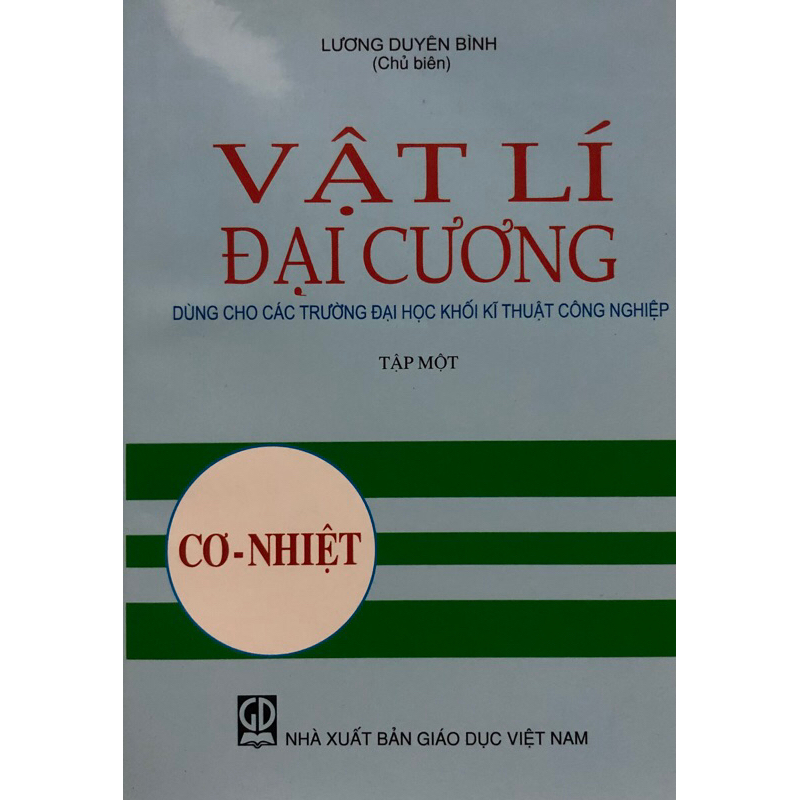 LƯƠNG DUYÊN BÌNH
(Chủ biên)
VẬT LÍ
ĐẠI CƯƠNG
DÙNG CHO CÁC TRƯỜNG ĐẠI HỌC KHỐI KĨ THUẬT CÔNG NGHIỆP
TẬP MỘT
CƠ-NHIỆT
GD
NHÀ XUẤT BẢN GIÁO DỤC VIỆT NAM